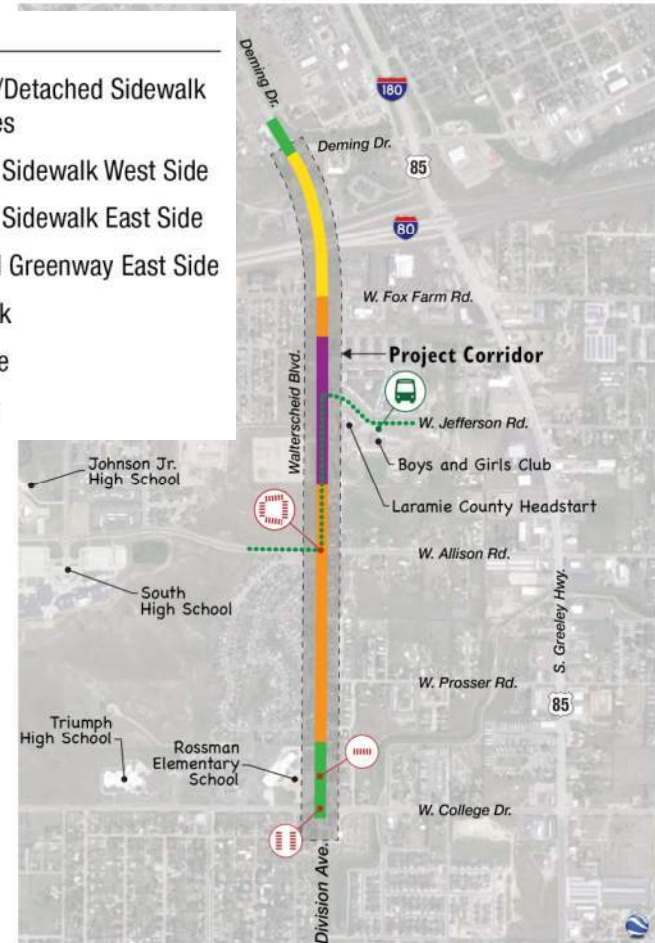 /Detached Sidewalk
es
Sidewalk West Side
Sidewalk East Side
Greenway East Side
k
e
Deming Dr.
Deming Dr.
180
85
80
W. Fox Farm Rd.
Project Corridor
Walterscheid Blvd.
W. Jefferson Rd.
Boys and Girls Club
Laramie County Headstart
Johnson Jr.
High School
W. Allison Rd.
South
High School
S. Greeley Hwy.
W. Prosser Rd.
85
Triumph
High School
Rossman
Elementary
School
W. College Dr.
Division Ave.